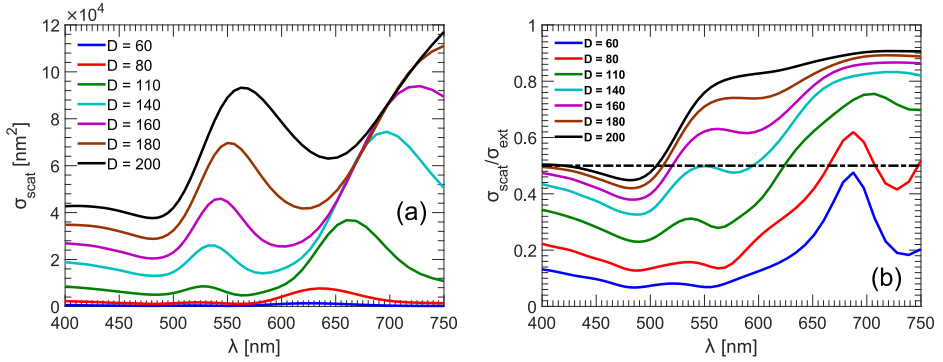 ×10⁴
12
10
8
6
4
2
0
σscat [nm²]
D = 60
D = 80
D = 110
D = 140
D = 160
D = 180
D = 200
(a)
400 450 500 550 600 650 700 750
λ [nm]
1
0.8
0.6
0.4
0.2
0
σscat/σext
D = 60
D = 80
D = 110
D = 140
D = 160
D = 180
D = 200
(b)
400 450 500 550 600 650 700 750
λ [nm]